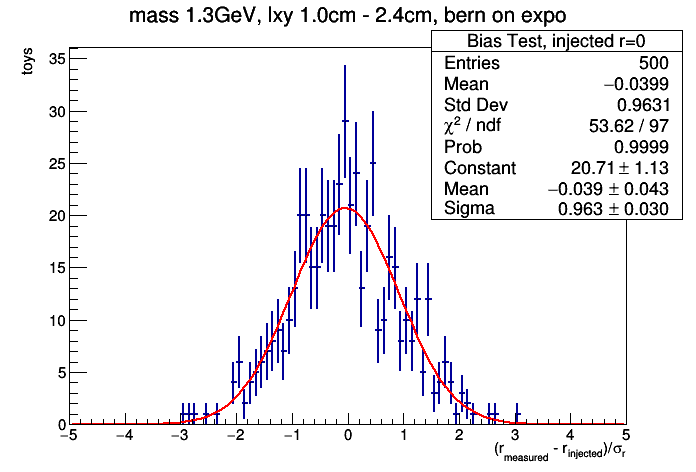 mass 1.3GeV, lxy 1.0cm - 2.4cm, bern on expo
toys
Bias Test, injected r=0
Entries 500
Mean −0.0399
Std Dev 0.9631
χ² / ndf 53.62 / 97
Prob 0.9999
Constant 20.71 ± 1.13
Mean −0.039 ± 0.043
Sigma 0.963 ± 0.030
35
30
25
20
15
10
5
0
−5 −4 −3 −2 −1 0 1 2 3 4 5
(r_measured - r_injected)/σ_r